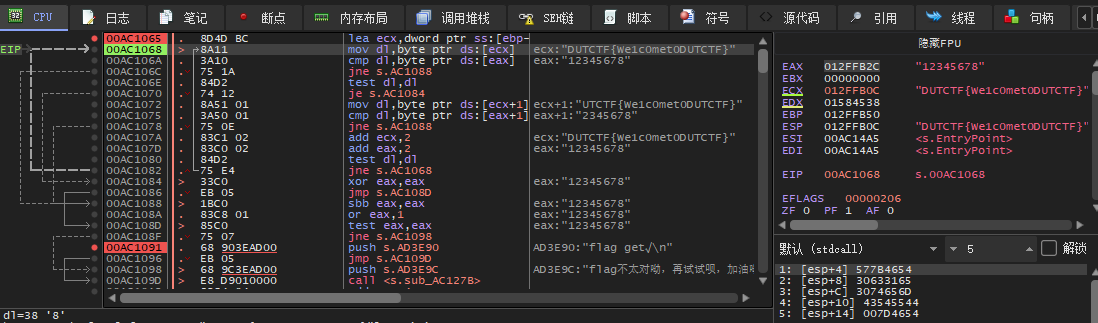 CPU 日志 笔记 断点 内存布局 调用堆栈 SEH链 脚本 符号 源代码 引用 线程 句柄
00AC1065 . 8D4D BC lea ecx,dword ptr ss:[ebp-
EIP 00AC1068 > 8A11 mov dl,byte ptr ds:[ecx] ecx:"DUTCTF{We1c0met0DUTCTF}"
00AC106A . 3A10 cmp dl,byte ptr ds:[eax] eax:"12345678"
00AC106C . 75 1A jne s.AC1088
00AC106E . 84D2 test dl,dl
00AC1070 . 74 12 je s.AC1084
00AC1072 . 8A51 01 mov dl,byte ptr ds:[ecx+1] ecx+1:"UTCTF{We1c0met0DUTCTF}"
00AC1075 . 3A50 01 cmp dl,byte ptr ds:[eax+1] eax+1:"2345678"
00AC1078 . 75 0E jne s.AC1088
00AC107A . 83C1 02 add ecx,2 ecx:"DUTCTF{We1c0met0DUTCTF}"
00AC107D . 83C0 02 add eax,2 eax:"12345678"
00AC1080 . 84D2 test dl,dl
00AC1082 . 75 E4 jne s.AC1068
00AC1084 > 33C0 xor eax,eax eax:"12345678"
00AC1086 . EB 05 jmp s.AC108D
00AC1088 > 1BC0 sbb eax,eax eax:"12345678"
00AC108A . 83C8 01 or eax,1 eax:"12345678"
00AC108D > 85C0 test eax,eax eax:"12345678"
00AC108F . 75 07 jne s.AC1098
00AC1091 . 68 903EAD00 push s.AD3E90 AD3E90:"flag get√\n"
00AC1096 . EB 05 jmp s.AC109D
00AC1098 > 68 9C3EAD00 push s.AD3E9C AD3E9C:"flag不太对呦，再试试呗，加油
00AC109D > E8 D9010000 call <s.sub_AC127B>
dl=38 '8'
隐藏FPU
EAX 012FFB2C "12345678"
EBX 00000000
ECX 012FFB0C "DUTCTF{We1c0met0DUTCTF}"
EDX 01584538
EBP 012FFB50
ESP 012FFB0C "DUTCTF{We1c0met0DUTCTF}"
ESI 00AC14A5 <s.EntryPoint>
EDI 00AC14A5 <s.EntryPoint>
EIP 00AC1068 s.00AC1068
EFLAGS 00000206
ZF 0 PF 1 AF 0
默认 (stdcall) 5 解锁
1: [esp+4] 577B4654
2: [esp+8] 30633165
3: [esp+C] 3074656D
4: [esp+10] 43545544
5: [esp+14] 007D4654